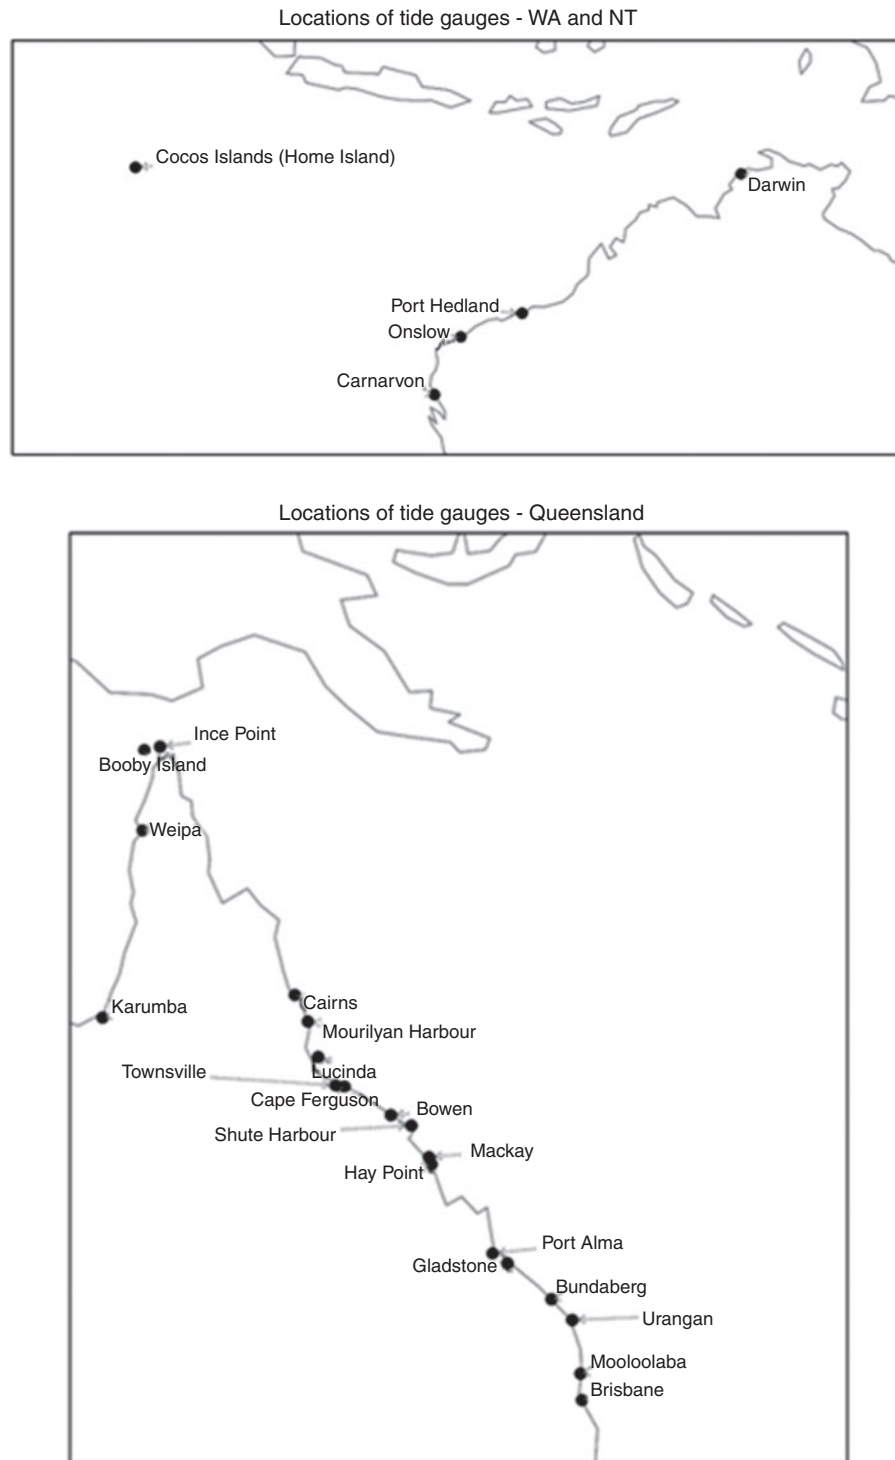 Locations of tide gauges - WA and NT
Cocos Islands (Home Island)
Darwin
Port Hedland
Onslow
Carnarvon
Locations of tide gauges - Queensland
Ince Point
Booby Island
Weipa
Karumba
Cairns
Mourilyan Harbour
Townsville
Lucinda
Cape Ferguson
Bowen
Shute Harbour
Mackay
Hay Point
Port Alma
Gladstone
Bundaberg
Urangan
Mooloolaba
Brisbane